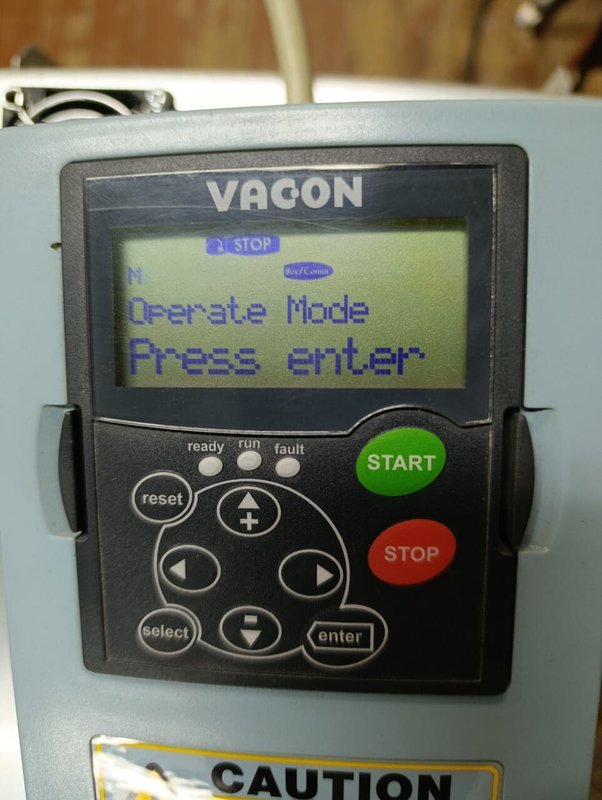 VACON
STOP
Bus/Comm
M
Operate Mode
Press enter
ready run fault
START
reset
+
STOP
-
select
enter
CAUTION